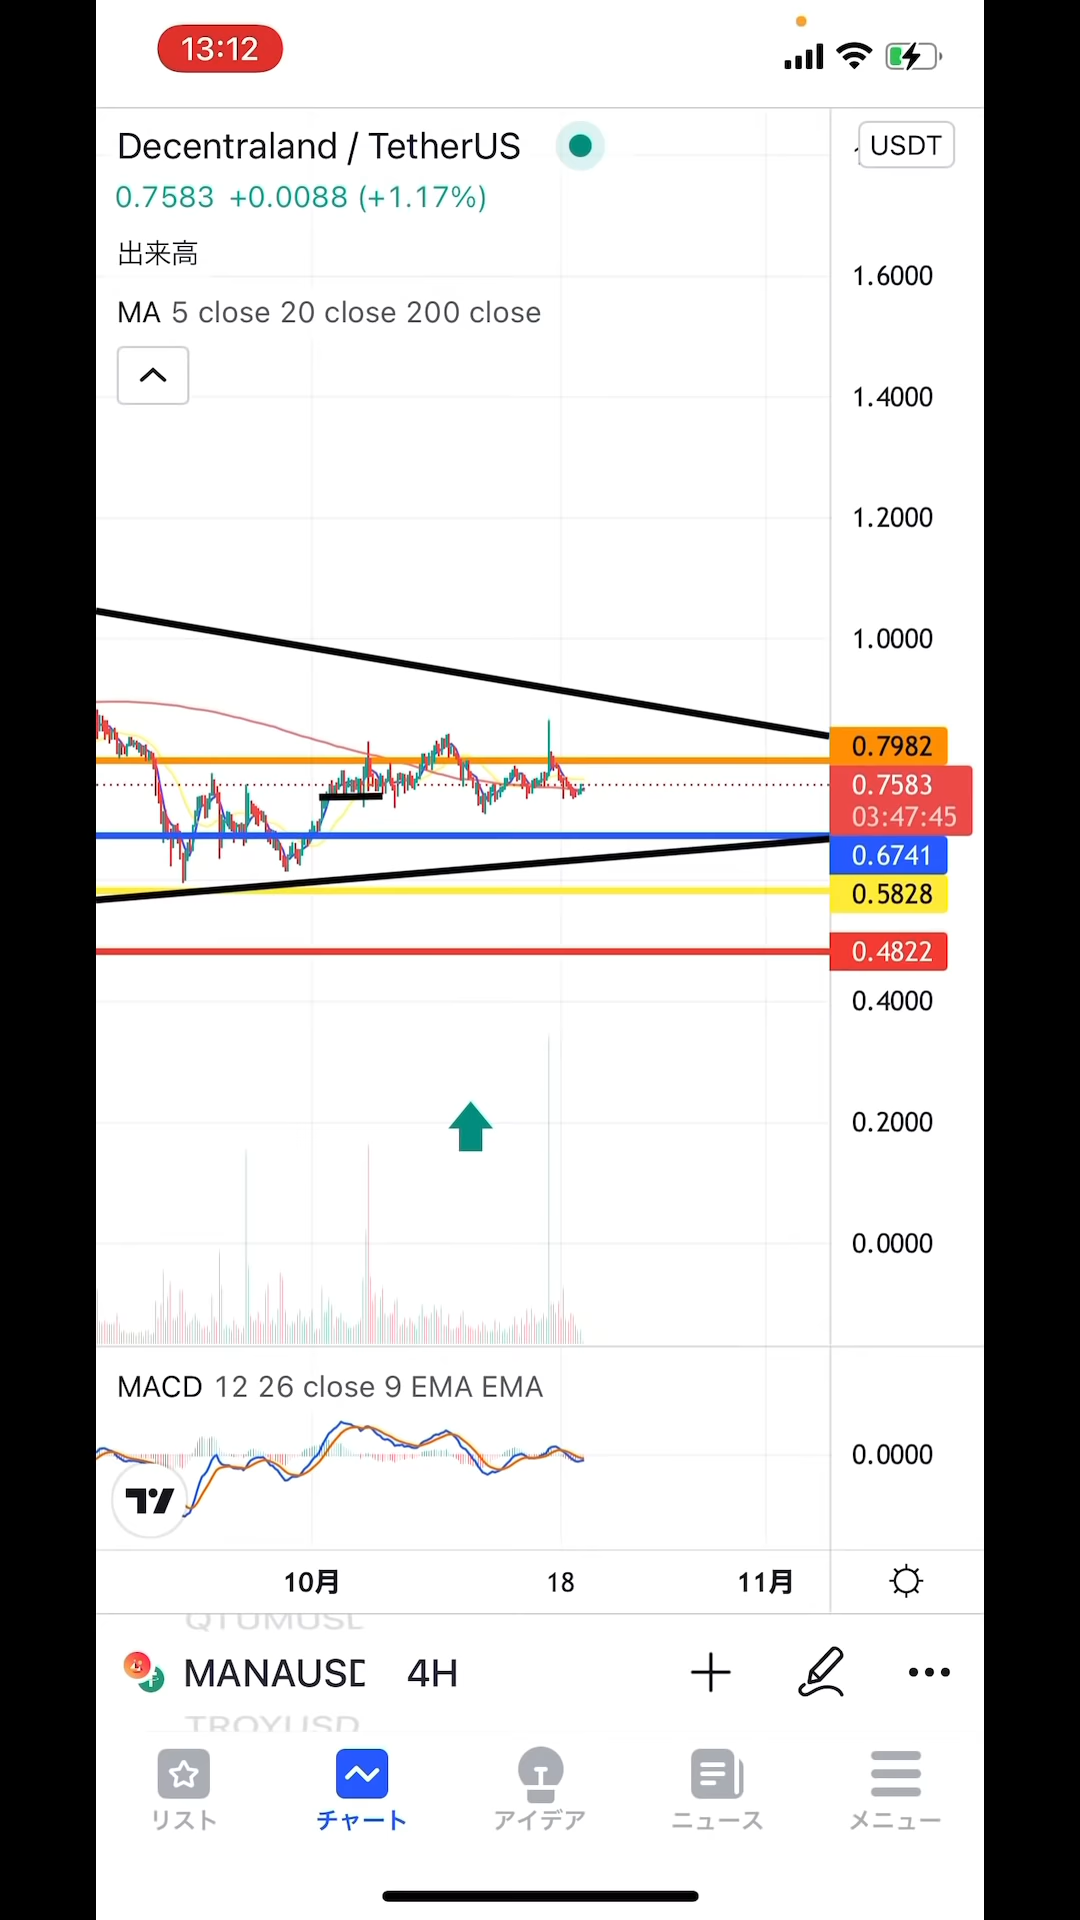 13:12
Decentraland / TetherUS
USDT
0.7583 +0.0088 (+1.17%)
出来高
MA 5 close 20 close 200 close
1.6000
1.4000
1.2000
1.0000
0.7982
0.7583
03:47:45
0.6741
0.5828
0.4822
0.4000
0.2000
0.0000
MACD 12 26 close 9 EMA EMA
0.0000
10月 18 11月
QTUMUSD
MANAUSD 4H
TROYUSD
リスト チャート アイデア ニュース メニュー